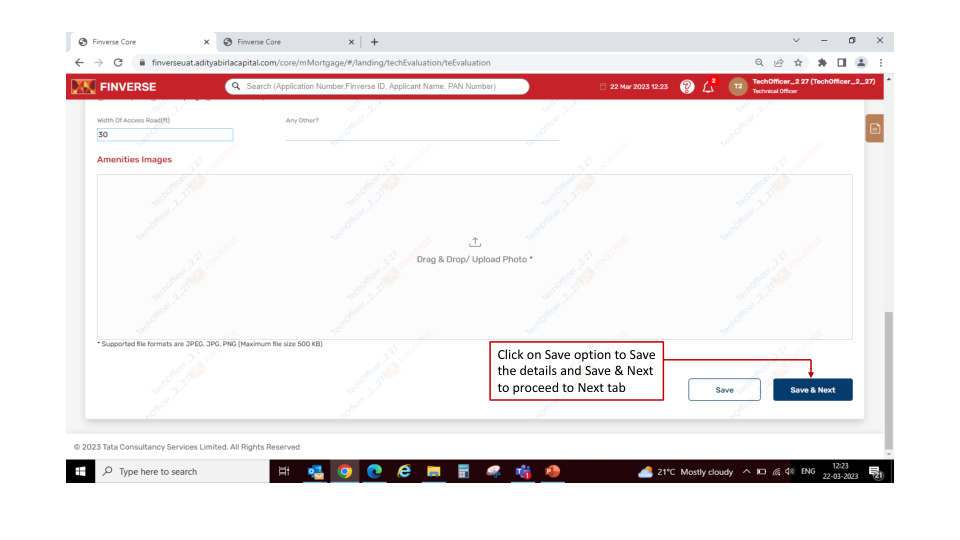 Finverse Core
Finverse Core
finverseuat.adityabirlacapital.com/core/mMortgage/#/landing/techEvaluation/teEvaluation
FINVERSE
Search (Application Number,Finverse ID, Applicant Name, PAN Number)
22 Mar 2023 12:23
2
T2
TechOfficer_2 27 (TechOfficer_2_27)
Technical Officer
Width Of Access Road(ft)
Any Other?
30
Amenities Images
Drag & Drop/ Upload Photo *
* Supported file formats are JPEG, JPG, PNG (Maximum file size 500 KB)
Click on Save option to Save
the details and Save & Next
to proceed to Next tab
Save
Save & Next
© 2023 Tata Consultancy Services Limited. All Rights Reserved
Type here to search
21°C Mostly cloudy
ENG
12:23
22-03-2023
21